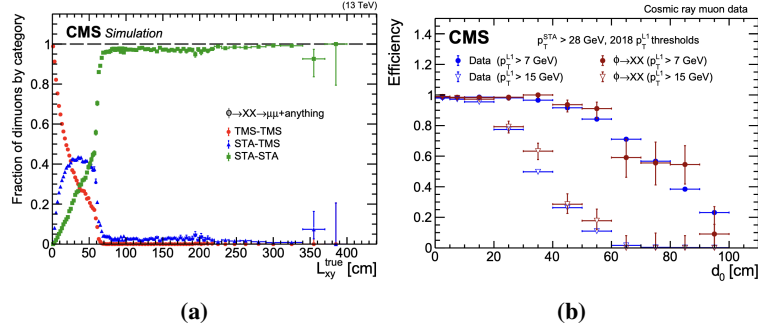 (13 TeV)
CMS Simulation
Fraction of dimuons by category
1
0.8
0.6
0.4
0.2
0
Φ→XX→μμ+anything
TMS-TMS
STA-TMS
STA-STA
0 50 100 150 200 250 300 350 400
L_xy^true [cm]
(a)
Cosmic ray muon data
CMS
p_T^STA > 28 GeV, 2018 p_T^L1 thresholds
Data (p_T^L1 > 7 GeV)
ϕ→XX (p_T^L1 > 7 GeV)
Data (p_T^L1 > 15 GeV)
ϕ→XX (p_T^L1 > 15 GeV)
Efficiency
1.4
1.2
1
0.8
0.6
0.4
0.2
0
0 20 40 60 80 100
d_0 [cm]
(b)